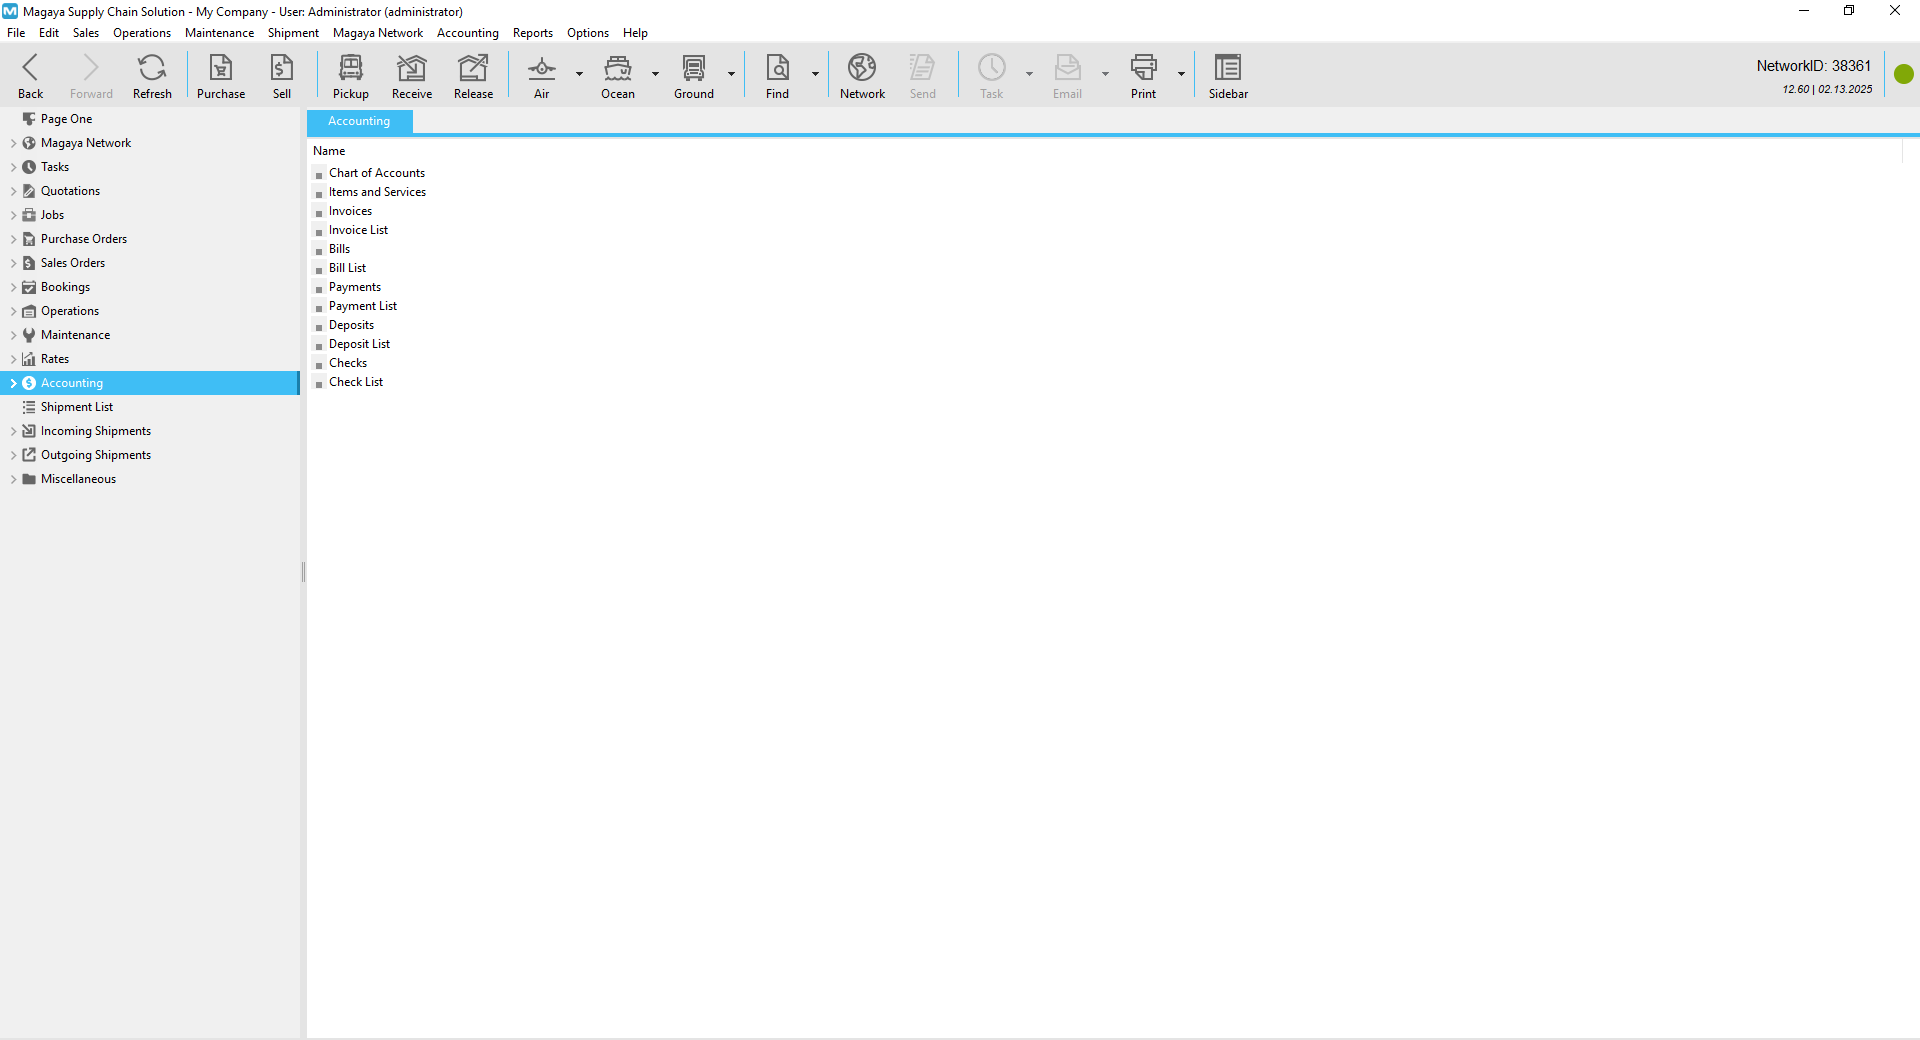 Magaya Supply Chain Solution - My Company - User: Administrator (administrator)
File Edit Sales Operations Maintenance Shipment Magaya Network Accounting Reports Options Help
Back Forward Refresh Purchase Sell Pickup Receive Release Air Ocean Ground Find Network Send Task Email Print Sidebar
NetworkID: 38361
12.60 | 02.13.2025
Page One
Magaya Network
Tasks
Quotations
Jobs
Purchase Orders
Sales Orders
Bookings
Operations
Maintenance
Rates
Accounting
Shipment List
Incoming Shipments
Outgoing Shipments
Miscellaneous
Accounting
Name
Chart of Accounts
Items and Services
Invoices
Invoice List
Bills
Bill List
Payments
Payment List
Deposits
Deposit List
Checks
Check List